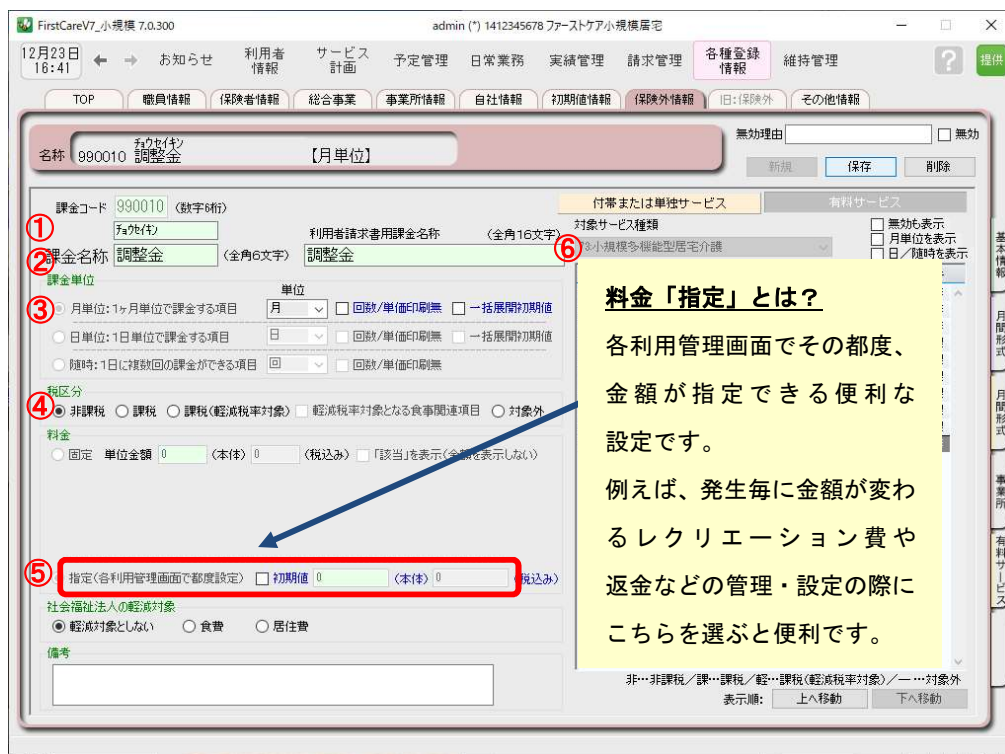 FirstCareV7_小規模 7.0.300
admin (*) 1412345678 ファーストケア小規模居宅
12月23日
16:41
お知らせ
利用者
情報
サービス
計画
予定管理
日常業務
実績管理
請求管理
各種登録
情報
維持管理
?
提供
TOP
職員情報
保険者情報
総合事業
事業所情報
自社情報
初期値情報
保険外情報
旧:保険外
その他情報
名称 990010 調整金 【月単位】
チョウセイキン
無効理由
無効
新規
保存
削除
課金コード 990010 (数字6桁)
付帯または単独サービス
有料サービス
① チョウセイキン
利用者請求書用課金名称 (全角16文字)
② 課金名称 調整金 (全角6文字) 調整金
対象サービス種類
⑥ 73:小規模多機能型居宅介護
無効も表示
月単位を表示
日/随時を表示
課金単位
単位
③ 月単位:1ヶ月単位で課金する項目 月 回数/単価印刷無 一括展開初期値
日単位:1日単位で課金する項目 日 回数/単価印刷無 一括展開初期値
随時:1日に複数回の課金ができる項目 回 回数/単価印刷無
税区分
④ 非課税 課税 課税(軽減税率対象) 軽減税率対象となる食事関連項目 対象外
料金
固定 単位金額 0 (本体) 0 (税込み) 「該当」を表示(金額を表示しない)
⑤ 指定(各利用管理画面で都度設定) 初期値 0 (本体) 0 (税込み)
社会福祉法人の軽減対象
軽減対象としない 食費 居住費
備考
料金「指定」とは?
各利用管理画面でその都度、
金額が指定できる便利な
設定です。
例えば、発生毎に金額が変わ
るレクリエーション費や
返金などの管理・設定の際に
こちらを選ぶと便利です。
非…非課税/課…課税/軽…課税(軽減税率対象)/―…対象外
表示順: 上へ移動 下へ移動
基本情報
月間形式
月間形式
事業所
有料サービス